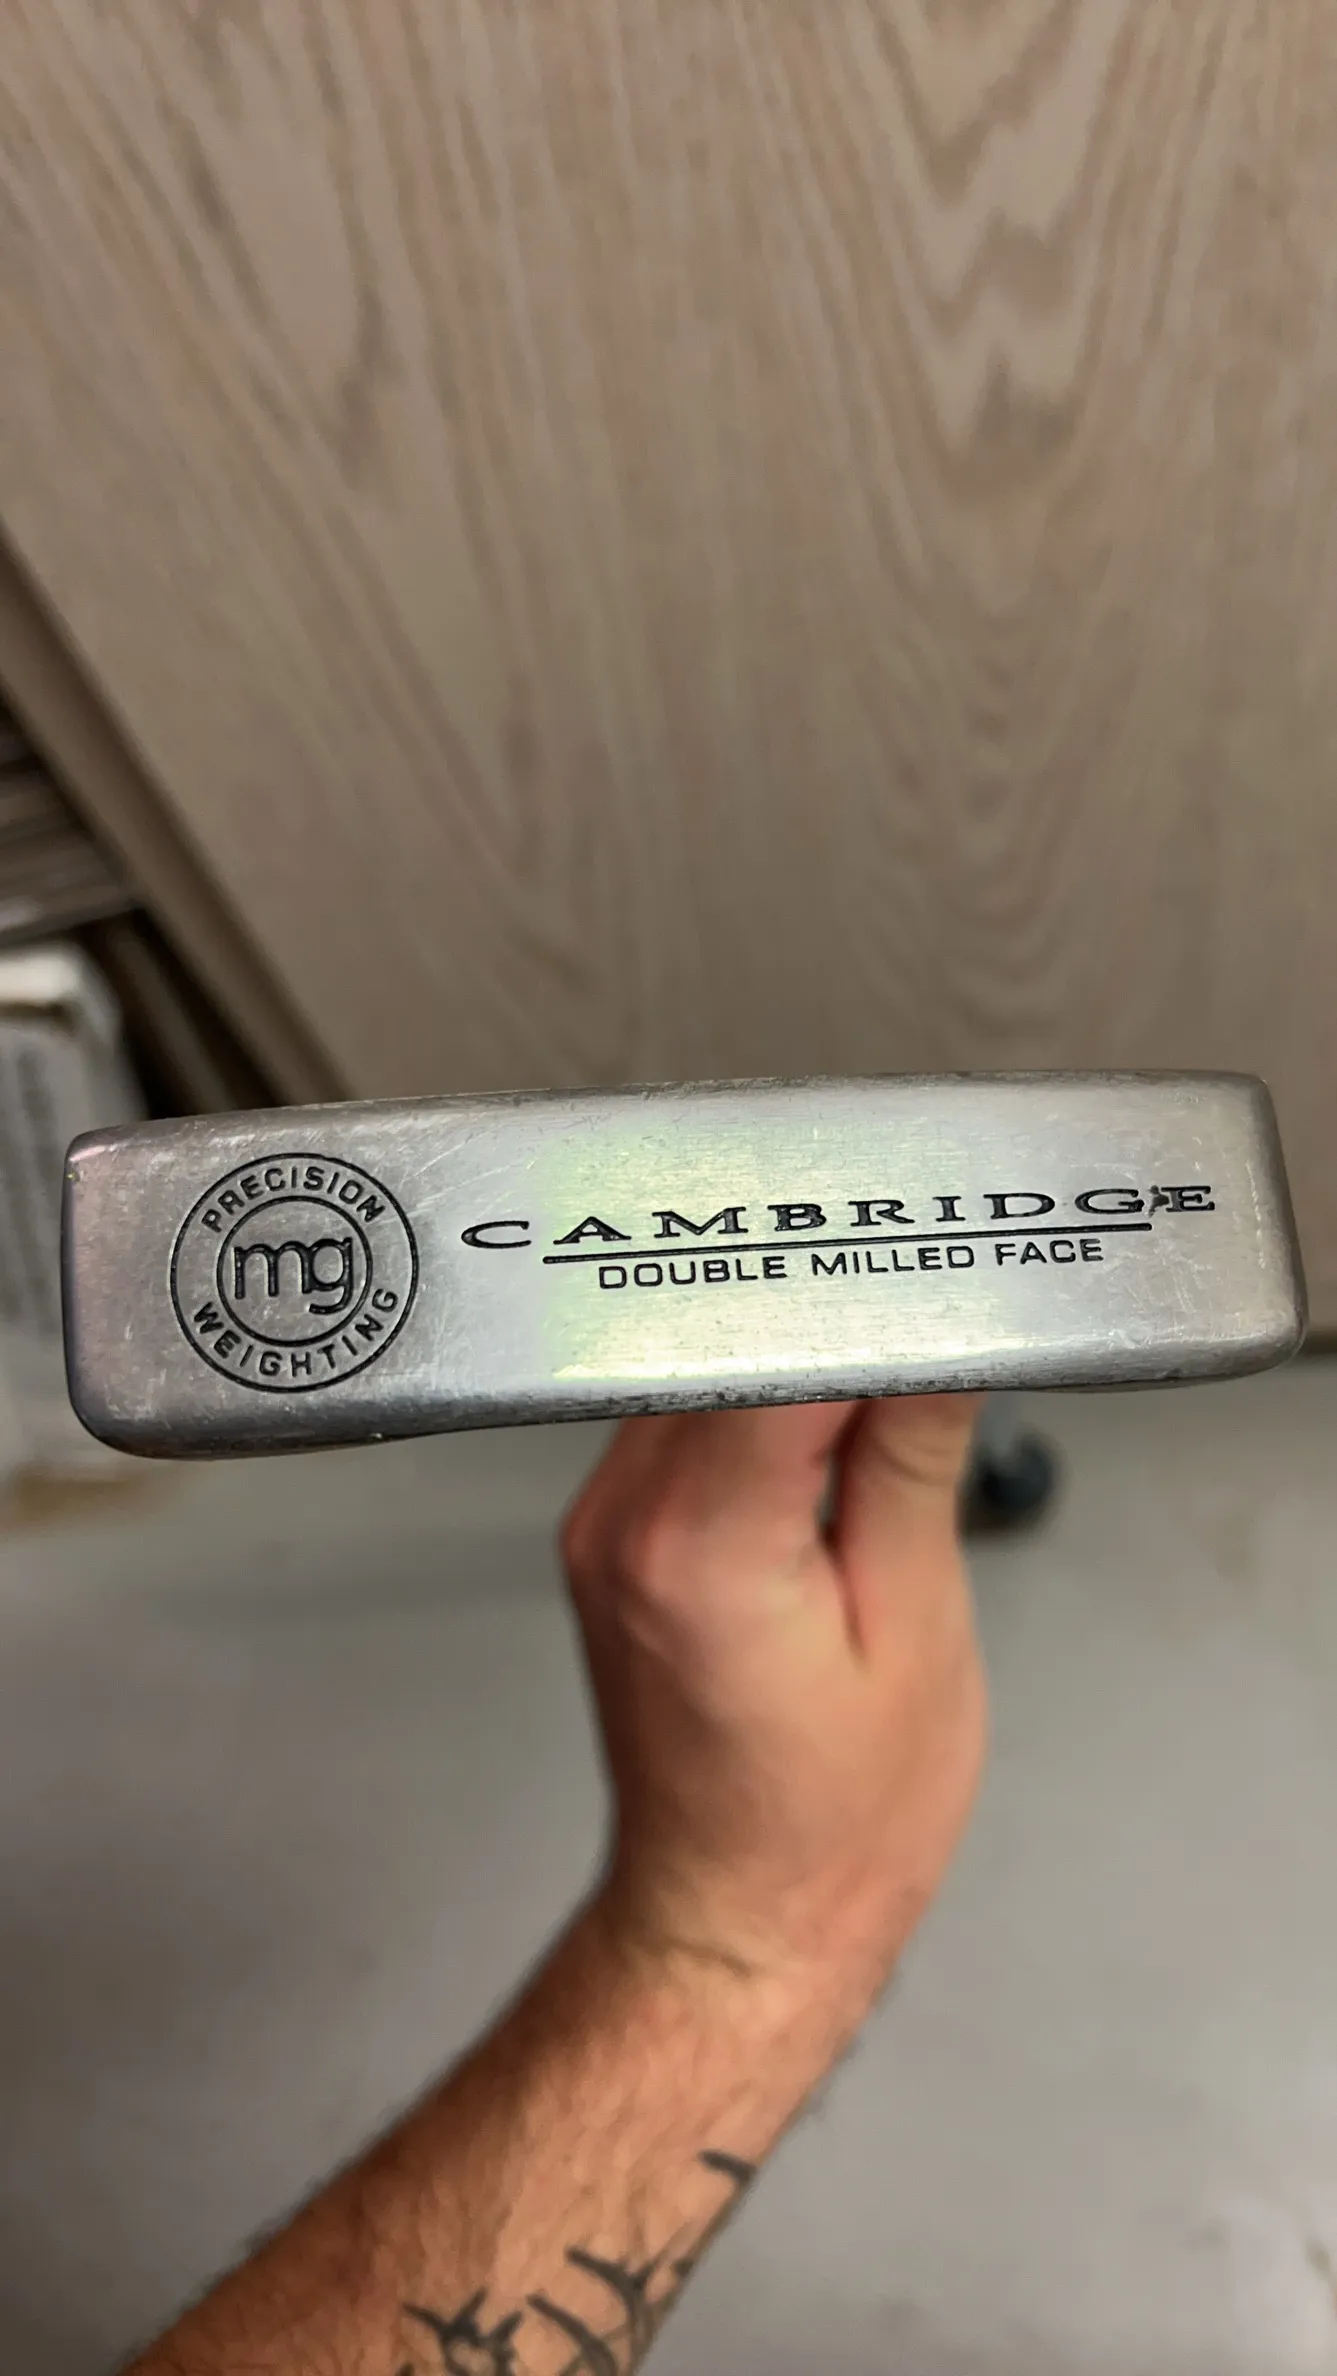 PRECISION
mg
WEIGHTING
CAMBRIDGE
DOUBLE MILLED FACE